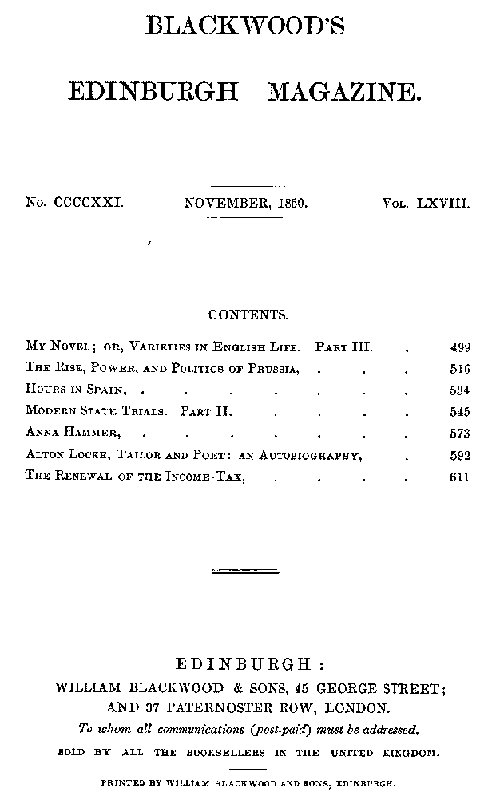 BLACKWOOD'S
EDINBURGH MAGAZINE.
No. CCCCXXI. NOVEMBER, 1850. VOL. LXVIII.
CONTENTS.
MY NOVEL; OR, VARIETIES IN ENGLISH LIFE. PART III. . 499
THE RISE, POWER, AND POLITICS OF PRUSSIA, . . . 516
HOURS IN SPAIN, . . . . . . . 534
MODERN STATE TRIALS. PART II. . . . . 545
ANNA HAMMER, . . . . . . . 573
ALTON LOCKE, TAILOR AND POET: AN AUTOBIOGRAPHY, . 592
THE RENEWAL OF THE INCOME-TAX, . . . . 611
EDINBURGH:
WILLIAM BLACKWOOD & SONS, 45 GEORGE STREET;
AND 37 PATERNOSTER ROW, LONDON.
To whom all communications (post-paid) must be addressed.
SOLD BY ALL THE BOOKSELLERS IN THE UNITED KINGDOM.
PRINTED BY WILLIAM BLACKWOOD AND SONS, EDINBURGH.